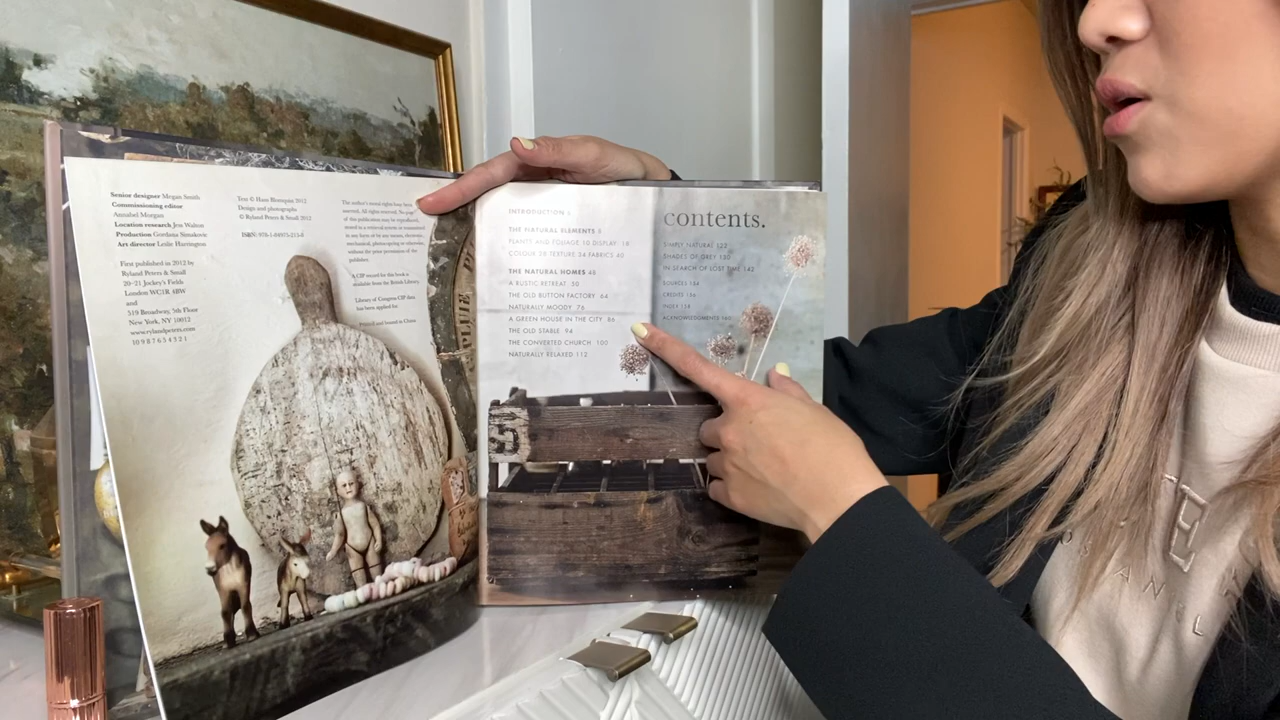 Senior designer Megan Smith
Commissioning editor
Annabel Morgan
Location research Jess Walton
Production Gordana Simakovic
Art director Leslie Harrington
First published in 2012 by
Ryland Peters & Small
20–21 Jockey's Fields
London WC1R 4BW
and
519 Broadway, 5th Floor
New York, NY 10012
www.rylandpeters.com
10 9 8 7 6 5 4 3 2 1
Text © Hans Blomquist 2012
Design and photographs
© Ryland Peters & Small 2012
ISBN: 978-1-84975-215-0
The author's moral rights have been
asserted. All rights reserved. No part
of this publication may be reproduced,
stored in a retrieval system or transmitted
in any form or by any means, electronic,
mechanical, photocopying or otherwise,
without the prior permission of the
publisher.
A CIP record for this book is
available from the British Library.
Library of Congress CIP data
has been applied for.
Printed and bound in China
INTRODUCTION 6
THE NATURAL ELEMENTS 8
PLANTS AND FOLIAGE 10 DISPLAY 18
COLOUR 28 TEXTURE 34 FABRICS 40
THE NATURAL HOMES 48
A RUSTIC RETREAT 50
THE OLD BUTTON FACTORY 64
NATURALLY MOODY 76
A GREEN HOUSE IN THE CITY 86
THE OLD STABLE 94
THE CONVERTED CHURCH 100
NATURALLY RELAXED 112
contents.
SIMPLY NATURAL 122
SHADES OF GREY 130
IN SEARCH OF LOST TIME 142
SOURCES 154
CREDITS 156
INDEX 158
ACKNOWLEDGMENTS 160